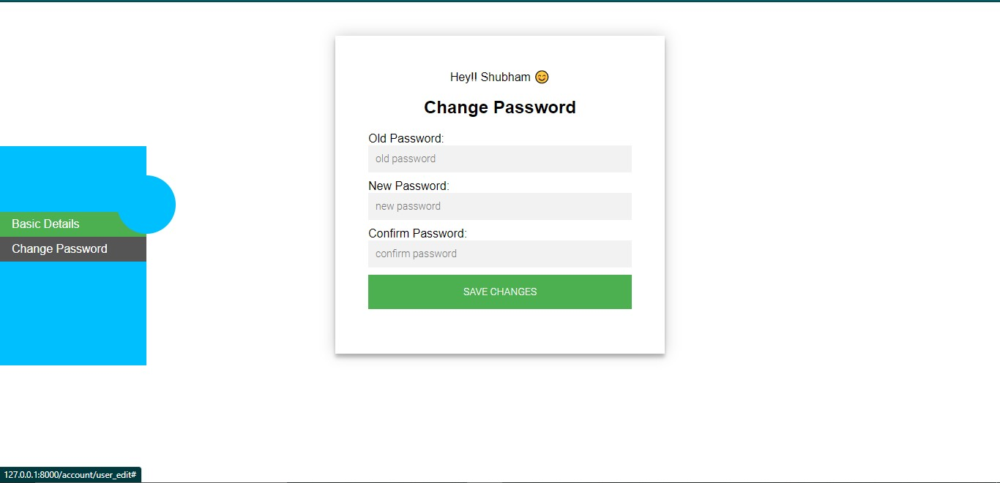 Hey!! Shubham 😊
Change Password
Old Password:
old password
New Password:
new password
Confirm Password:
confirm password
SAVE CHANGES
Basic Details
Change Password
127.0.0.1:8000/account/user_edit#